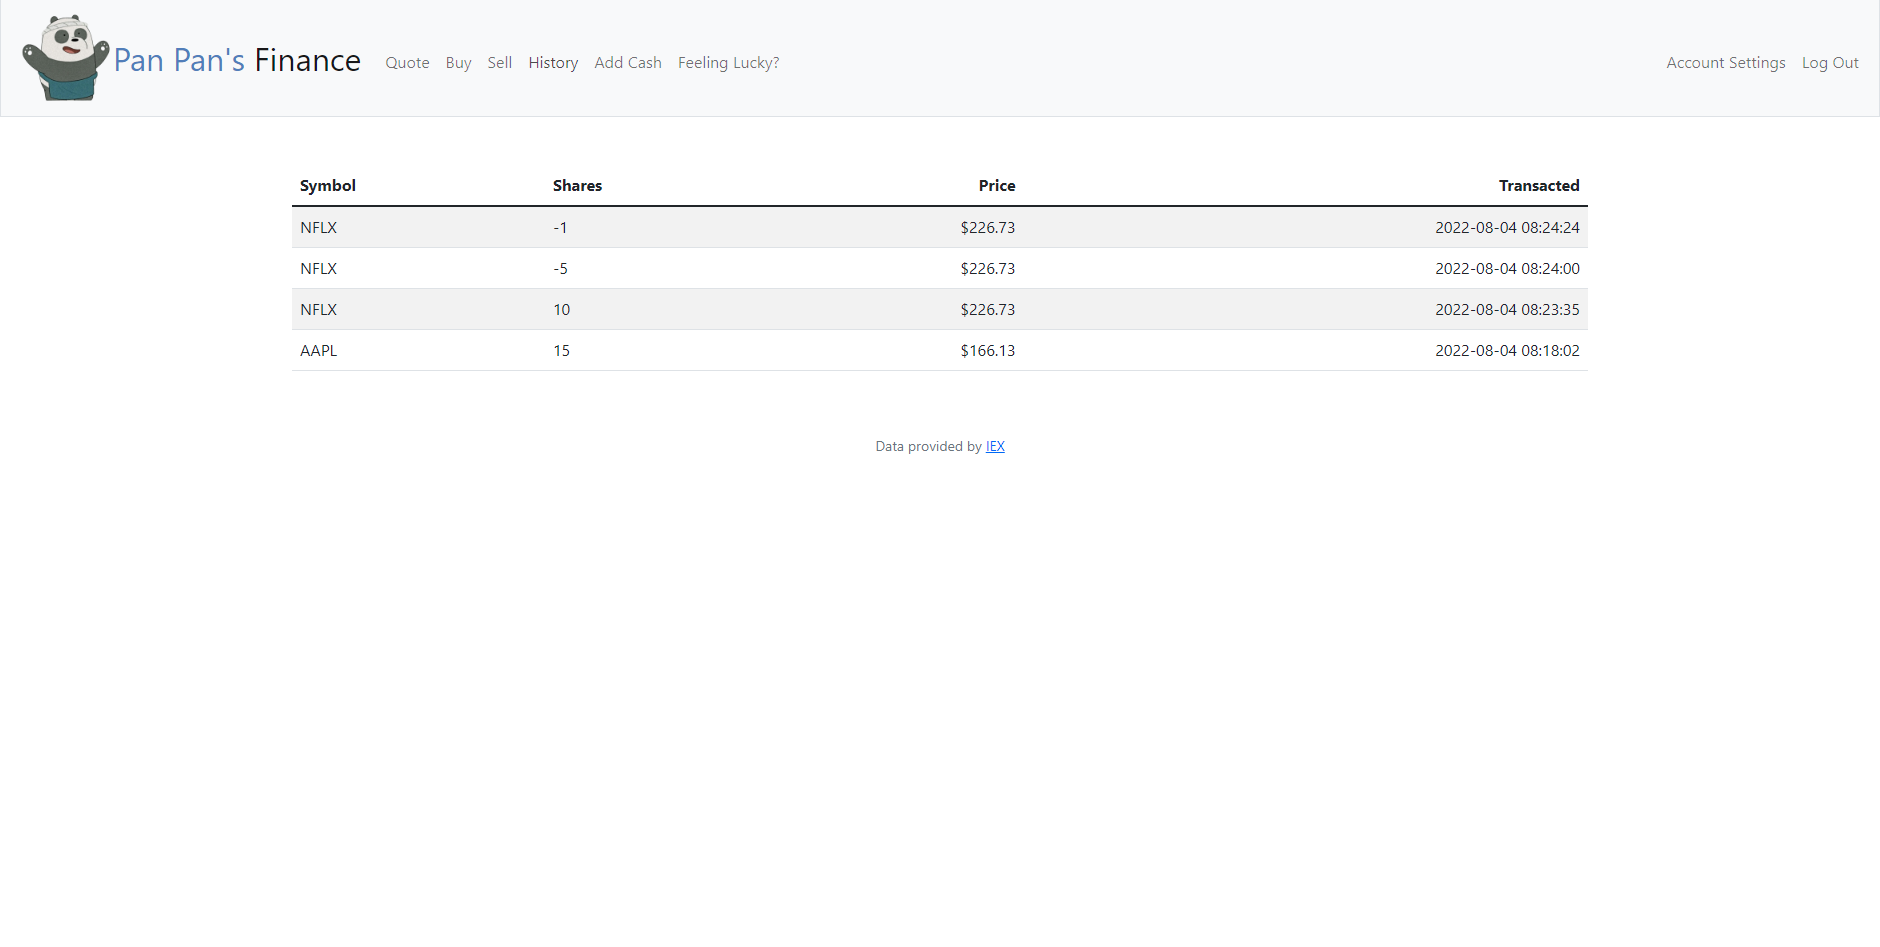 Pan Pan's Finance Quote Buy Sell History Add Cash Feeling Lucky? Account Settings Log Out
Symbol Shares Price Transacted
NFLX -1 $226.73 2022-08-04 08:24:24
NFLX -5 $226.73 2022-08-04 08:24:00
NFLX 10 $226.73 2022-08-04 08:23:35
AAPL 15 $166.13 2022-08-04 08:18:02
Data provided by IEX